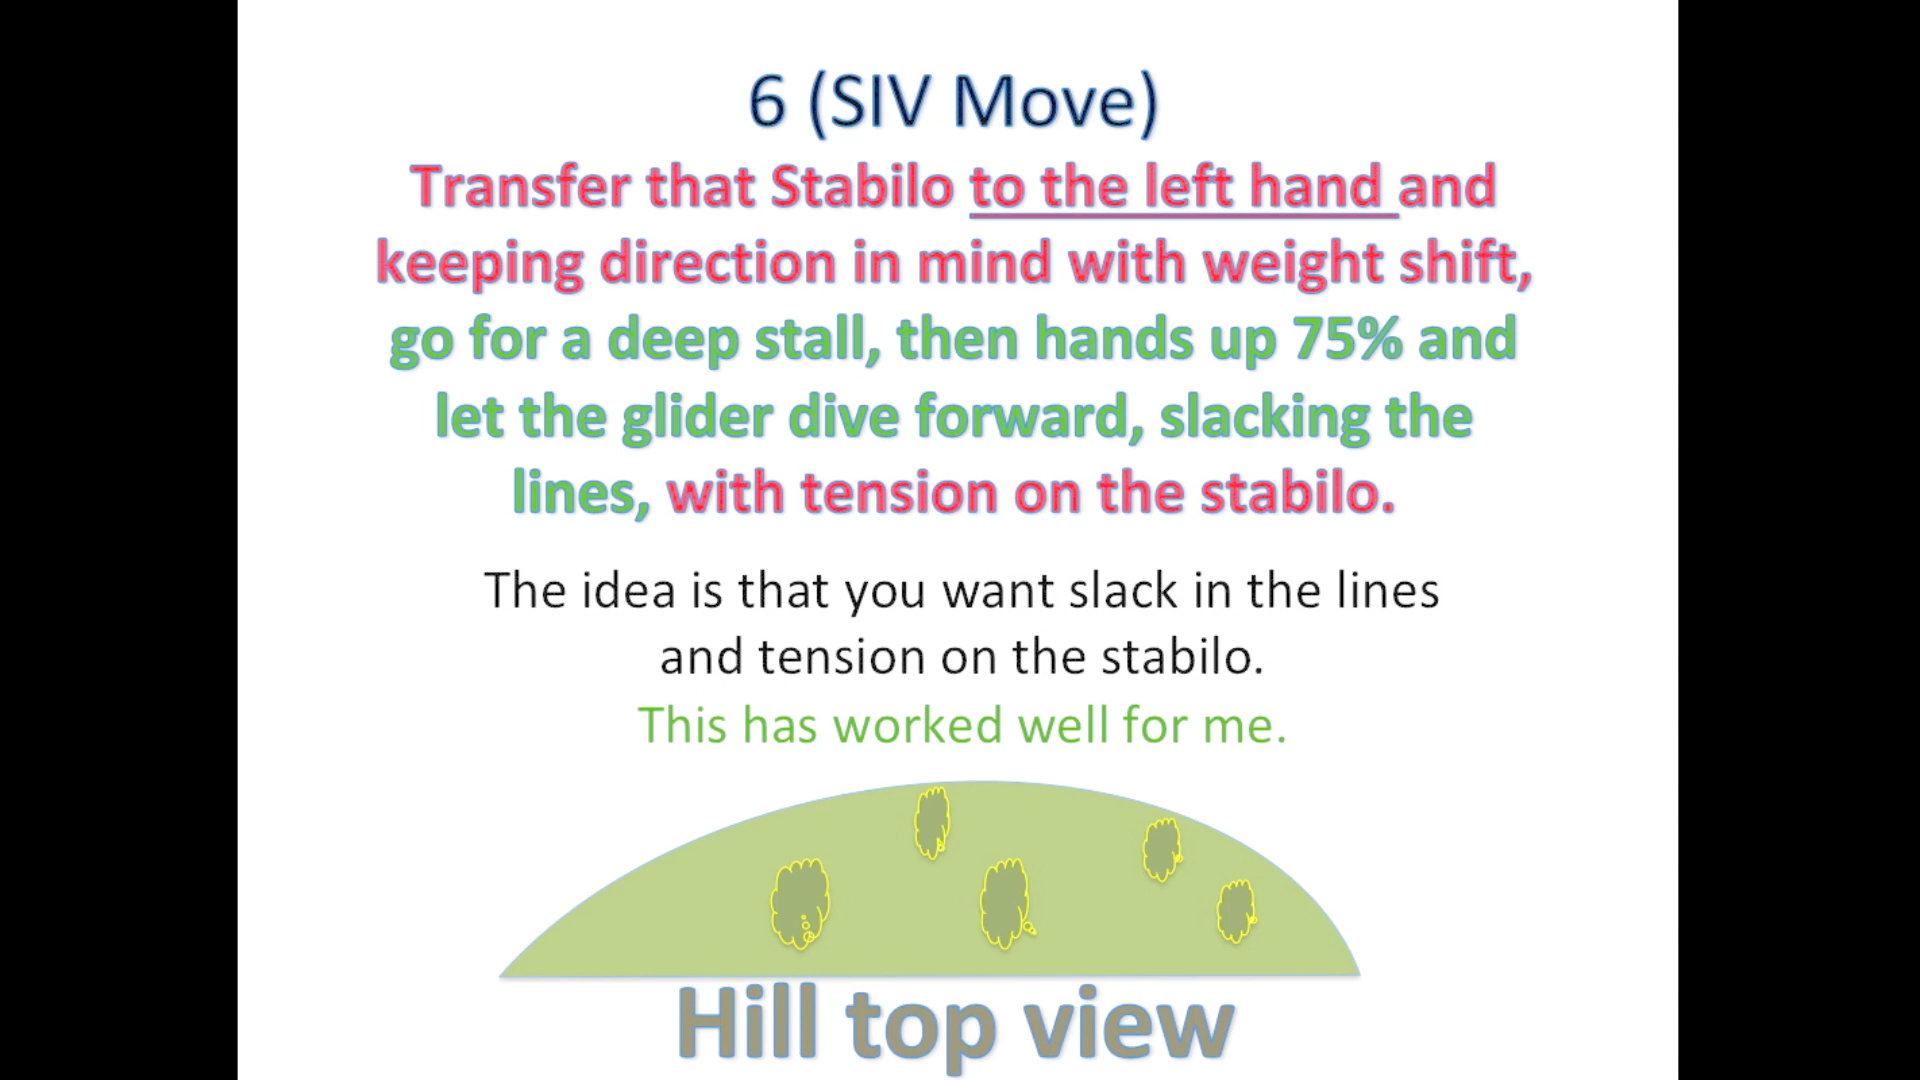 6 (SIV Move)
Transfer that Stabilo to the left hand and
keeping direction in mind with weight shift,
go for a deep stall, then hands up 75% and
let the glider dive forward, slacking the
lines, with tension on the stabilo.
The idea is that you want slack in the lines
and tension on the stabilo.
This has worked well for me.
Hill top view